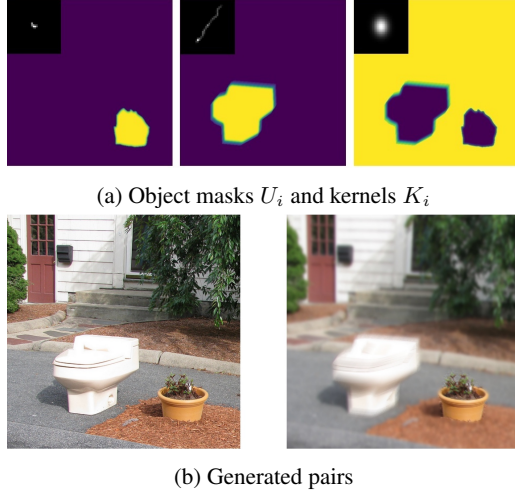 (a) Object masks $U_i$ and kernels $K_i$
(b) Generated pairs